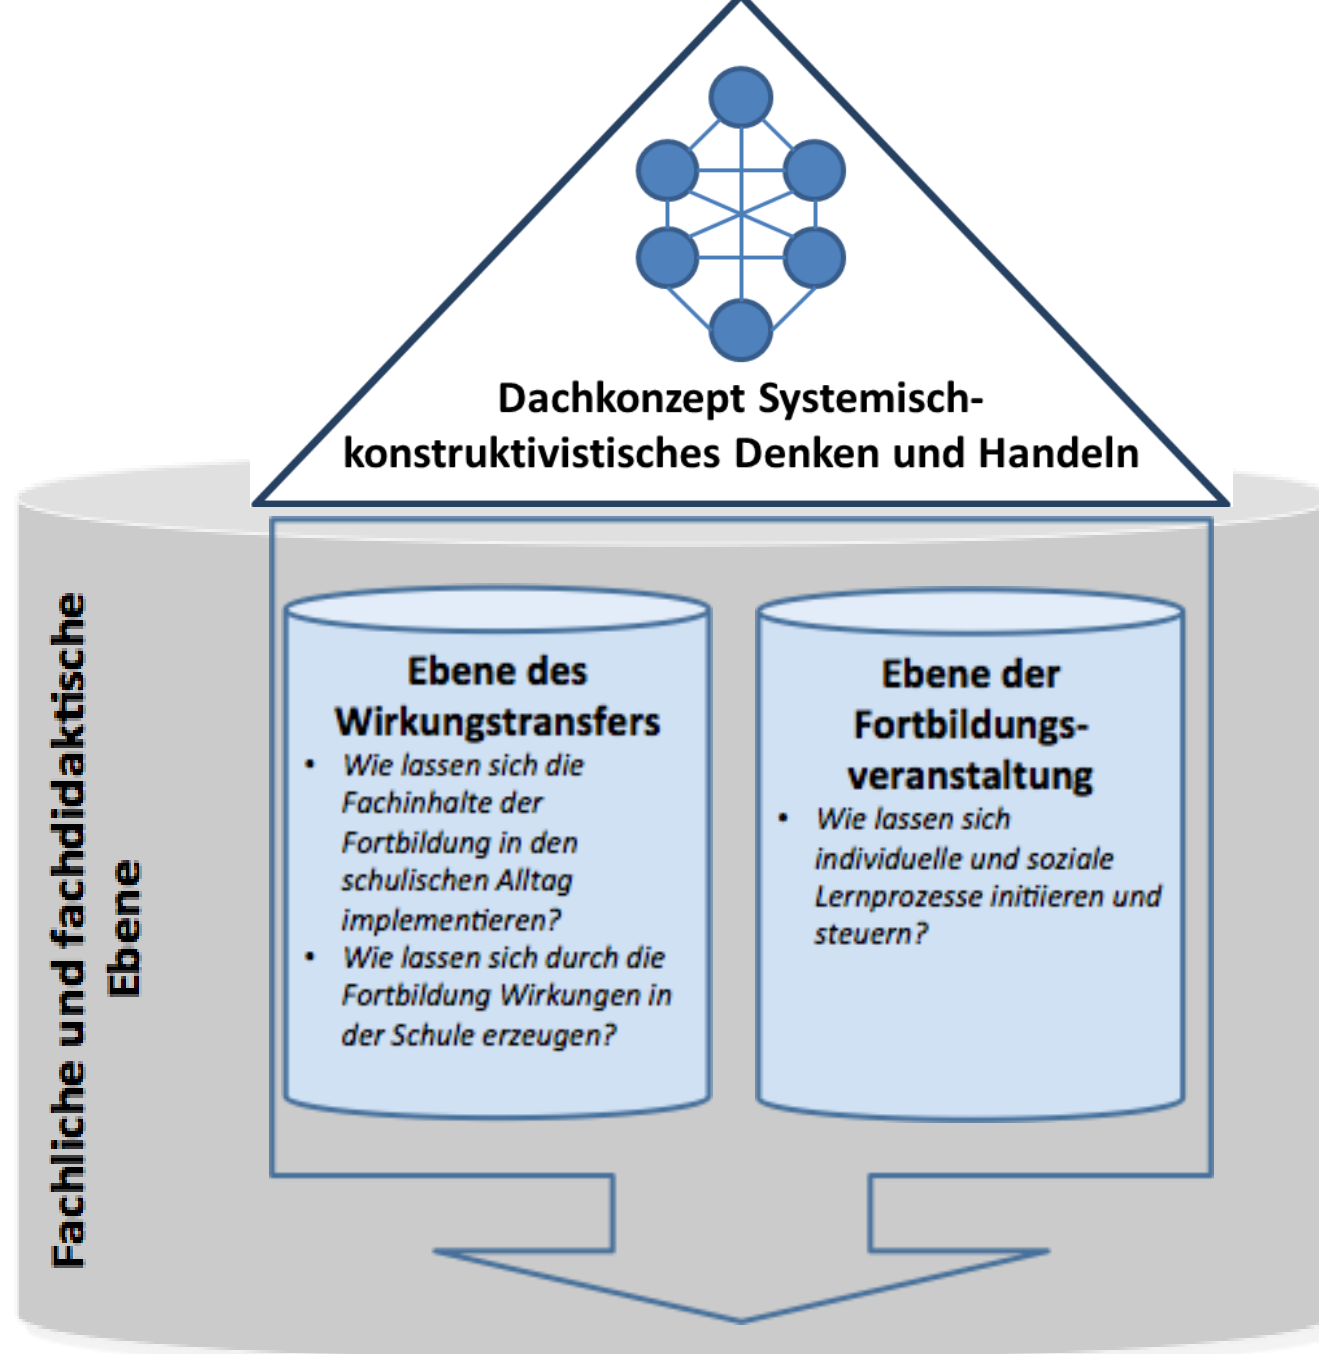 Dachkonzept Systemisch-
konstruktivistisches Denken und Handeln
Fachliche und fachdidaktische
Ebene
Ebene des
Wirkungstransfers
• Wie lassen sich die
Fachinhalte der
Fortbildung in den
schulischen Alltag
implementieren?
• Wie lassen sich durch die
Fortbildung Wirkungen in
der Schule erzeugen?
Ebene der
Fortbildungs-
veranstaltung
• Wie lassen sich
individuelle und soziale
Lernprozesse initiieren und
steuern?